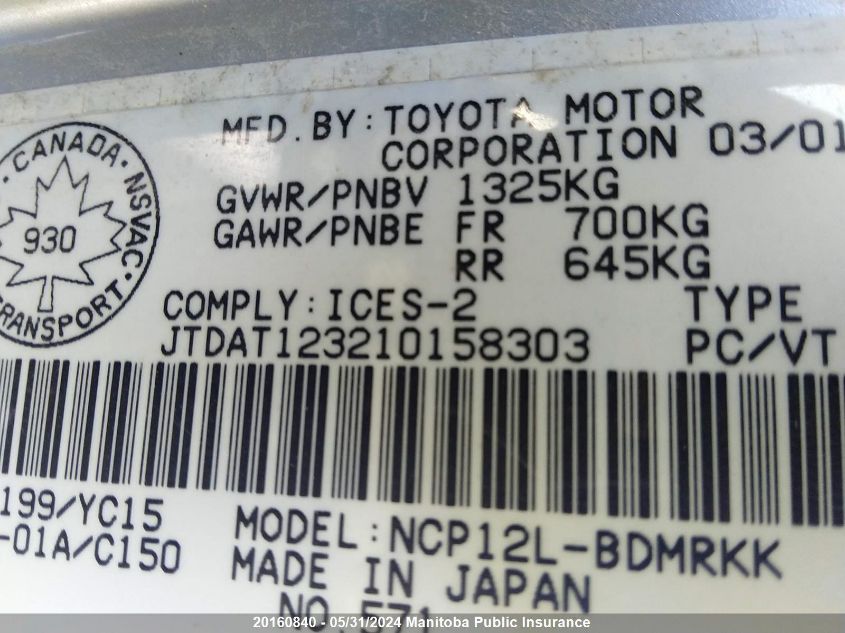 MFD. BY: TOYOTA MOTOR
CORPORATION 03/01
CANADA
NSVAC
930
TRANSPORT
GVWR/PNBV 1325KG
GAWR/PNBE FR 700KG
RR 645KG
COMPLY: ICES-2 TYPE
JTDAT123210158303 PC/VT
199/YC15
-01A/C150
MODEL: NCP12L-BDMRKK
MADE IN JAPAN
NO. 571
20160840 - 05/31/2024 Manitoba Public Insurance